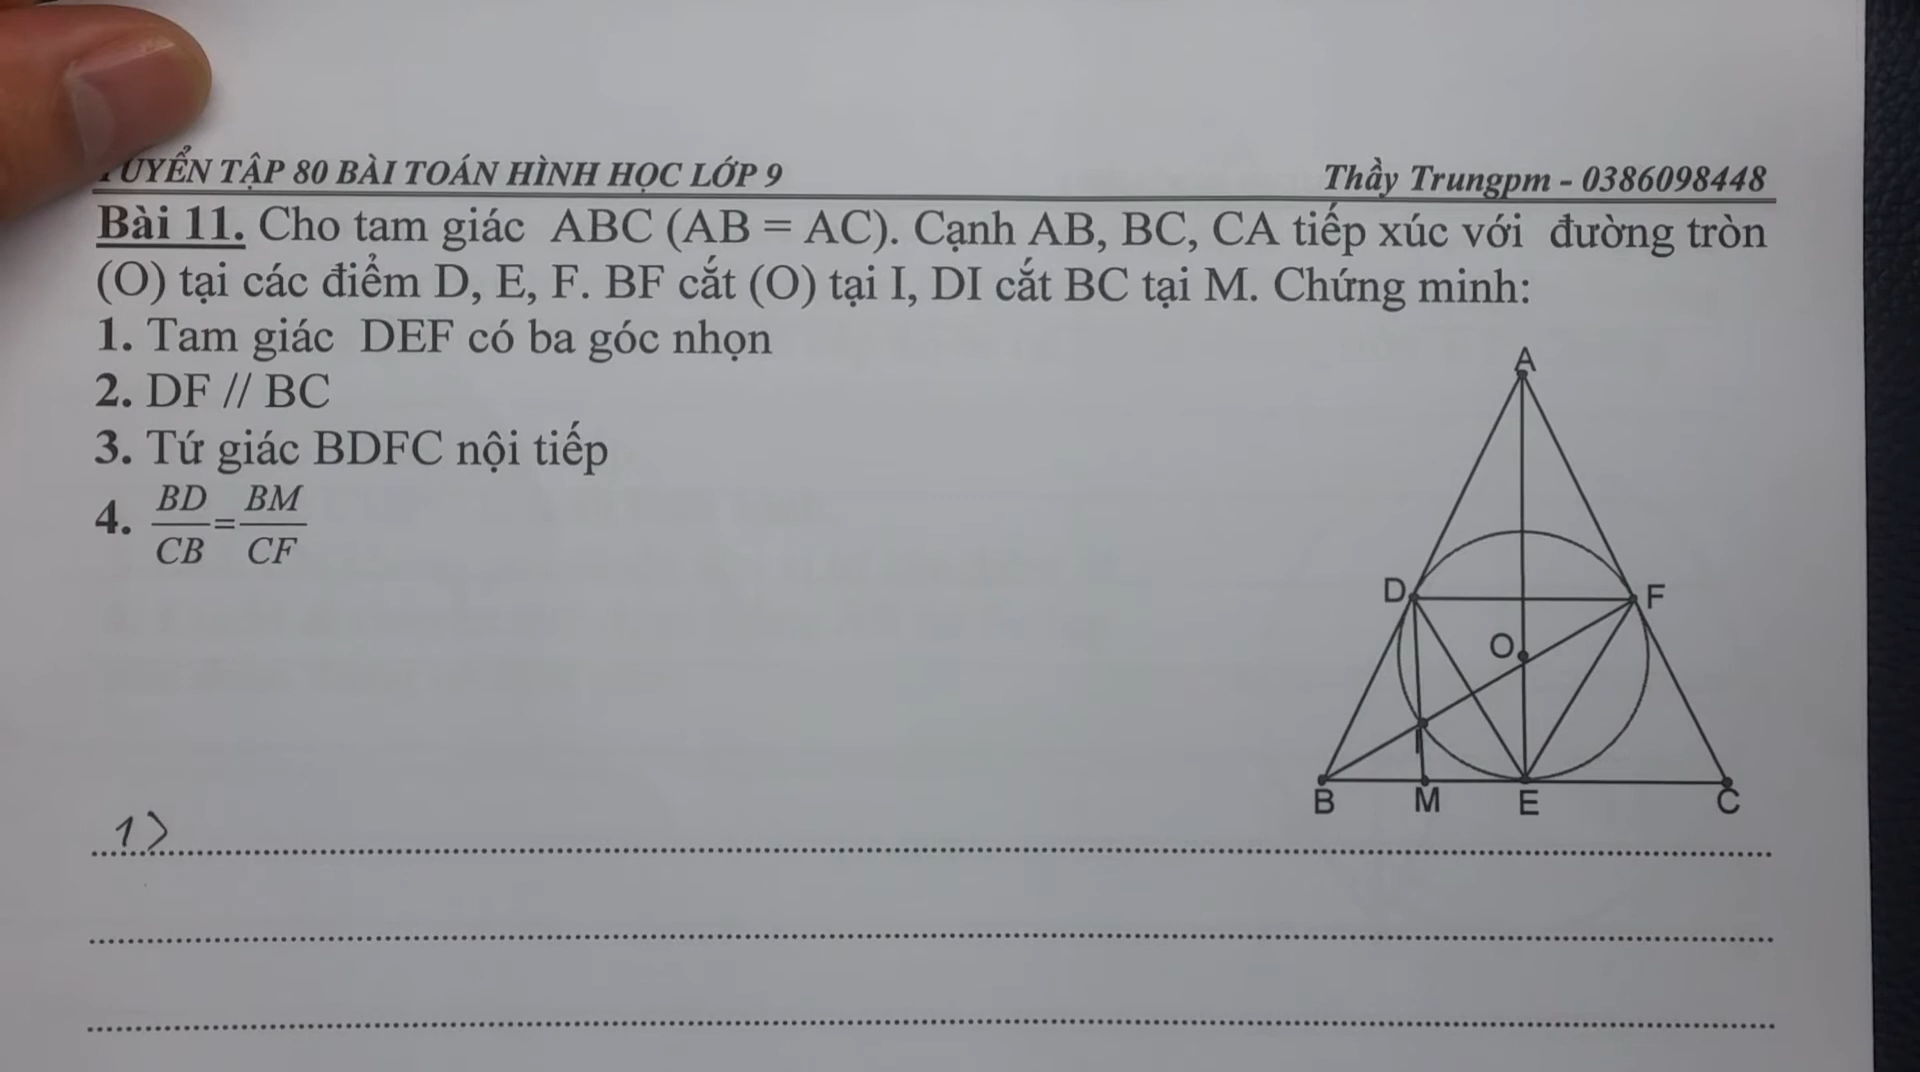 UYỂN TẬP 80 BÀI TOÁN HÌNH HỌC LỚP 9 Thầy Trungpm - 0386098448
Bài 11. Cho tam giác ABC (AB = AC). Cạnh AB, BC, CA tiếp xúc với đường tròn
(O) tại các điểm D, E, F. BF cắt (O) tại I, DI cắt BC tại M. Chứng minh:
1. Tam giác DEF có ba góc nhọn
2. DF // BC
3. Tứ giác BDFC nội tiếp
4. BD/CB = BM/CF
A
D F
O
I
B M E C
1>